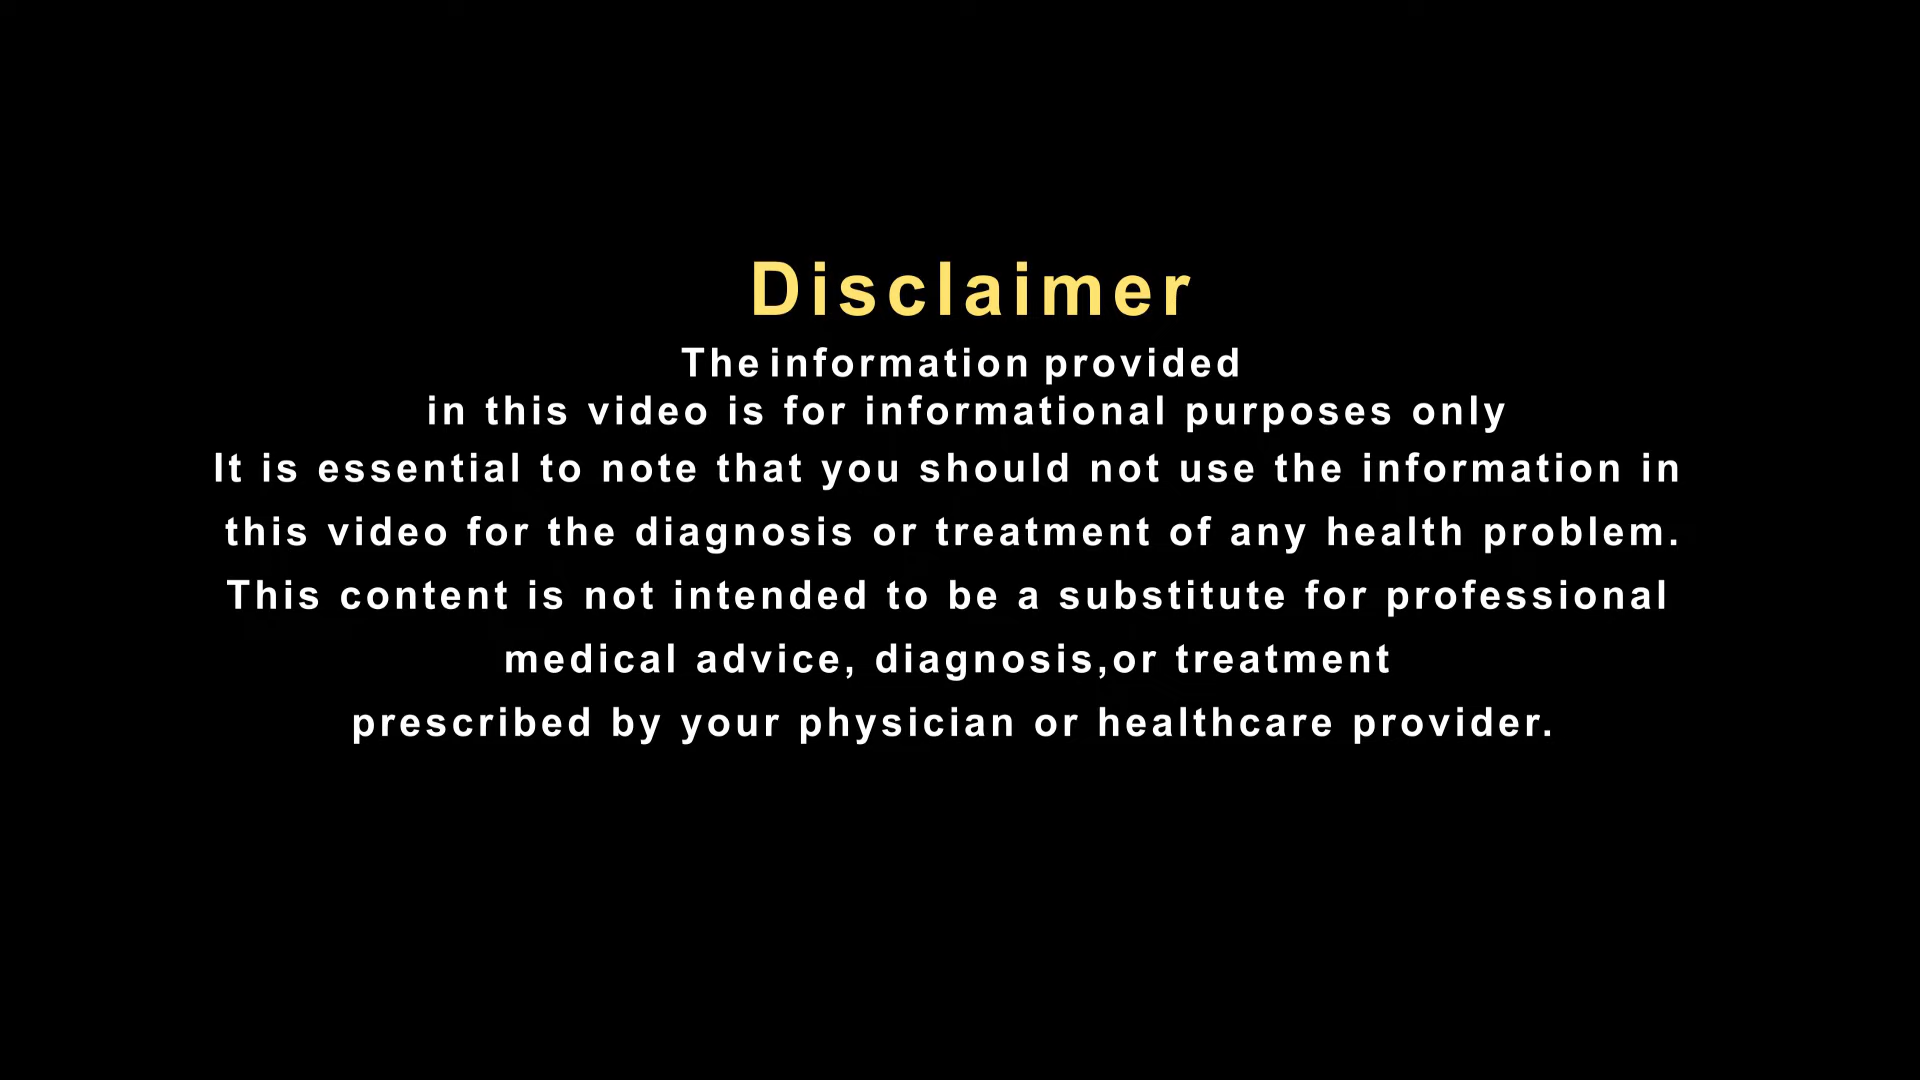 Disclaimer
The information provided
in this video is for informational purposes only
It is essential to note that you should not use the information in
this video for the diagnosis or treatment of any health problem.
This content is not intended to be a substitute for professional
medical advice, diagnosis,or treatment
prescribed by your physician or healthcare provider.